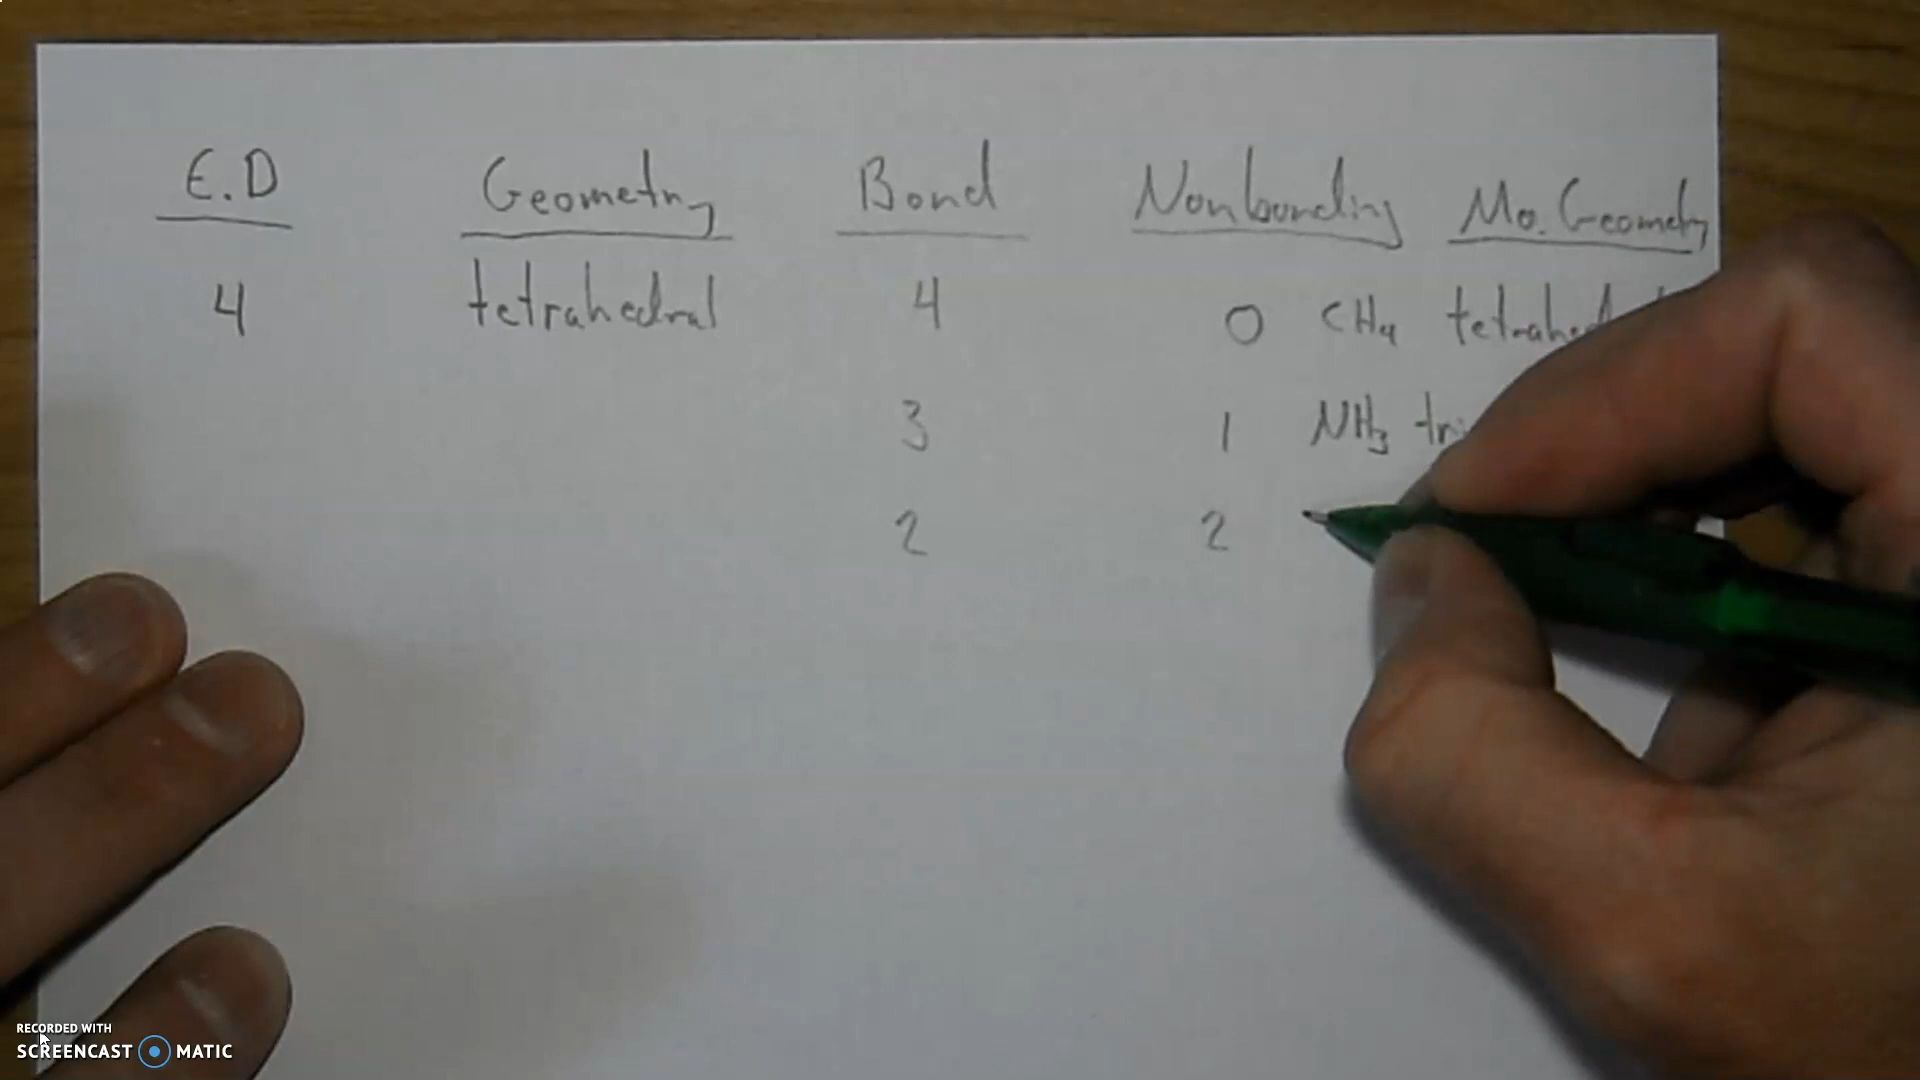 E.D Geometry Bond Nonbonding Mo. Geometry
4 tetrahedral 4 0 CH4
3 1 NH3
2 2
RECORDED WITH
SCREENCAST MATIC